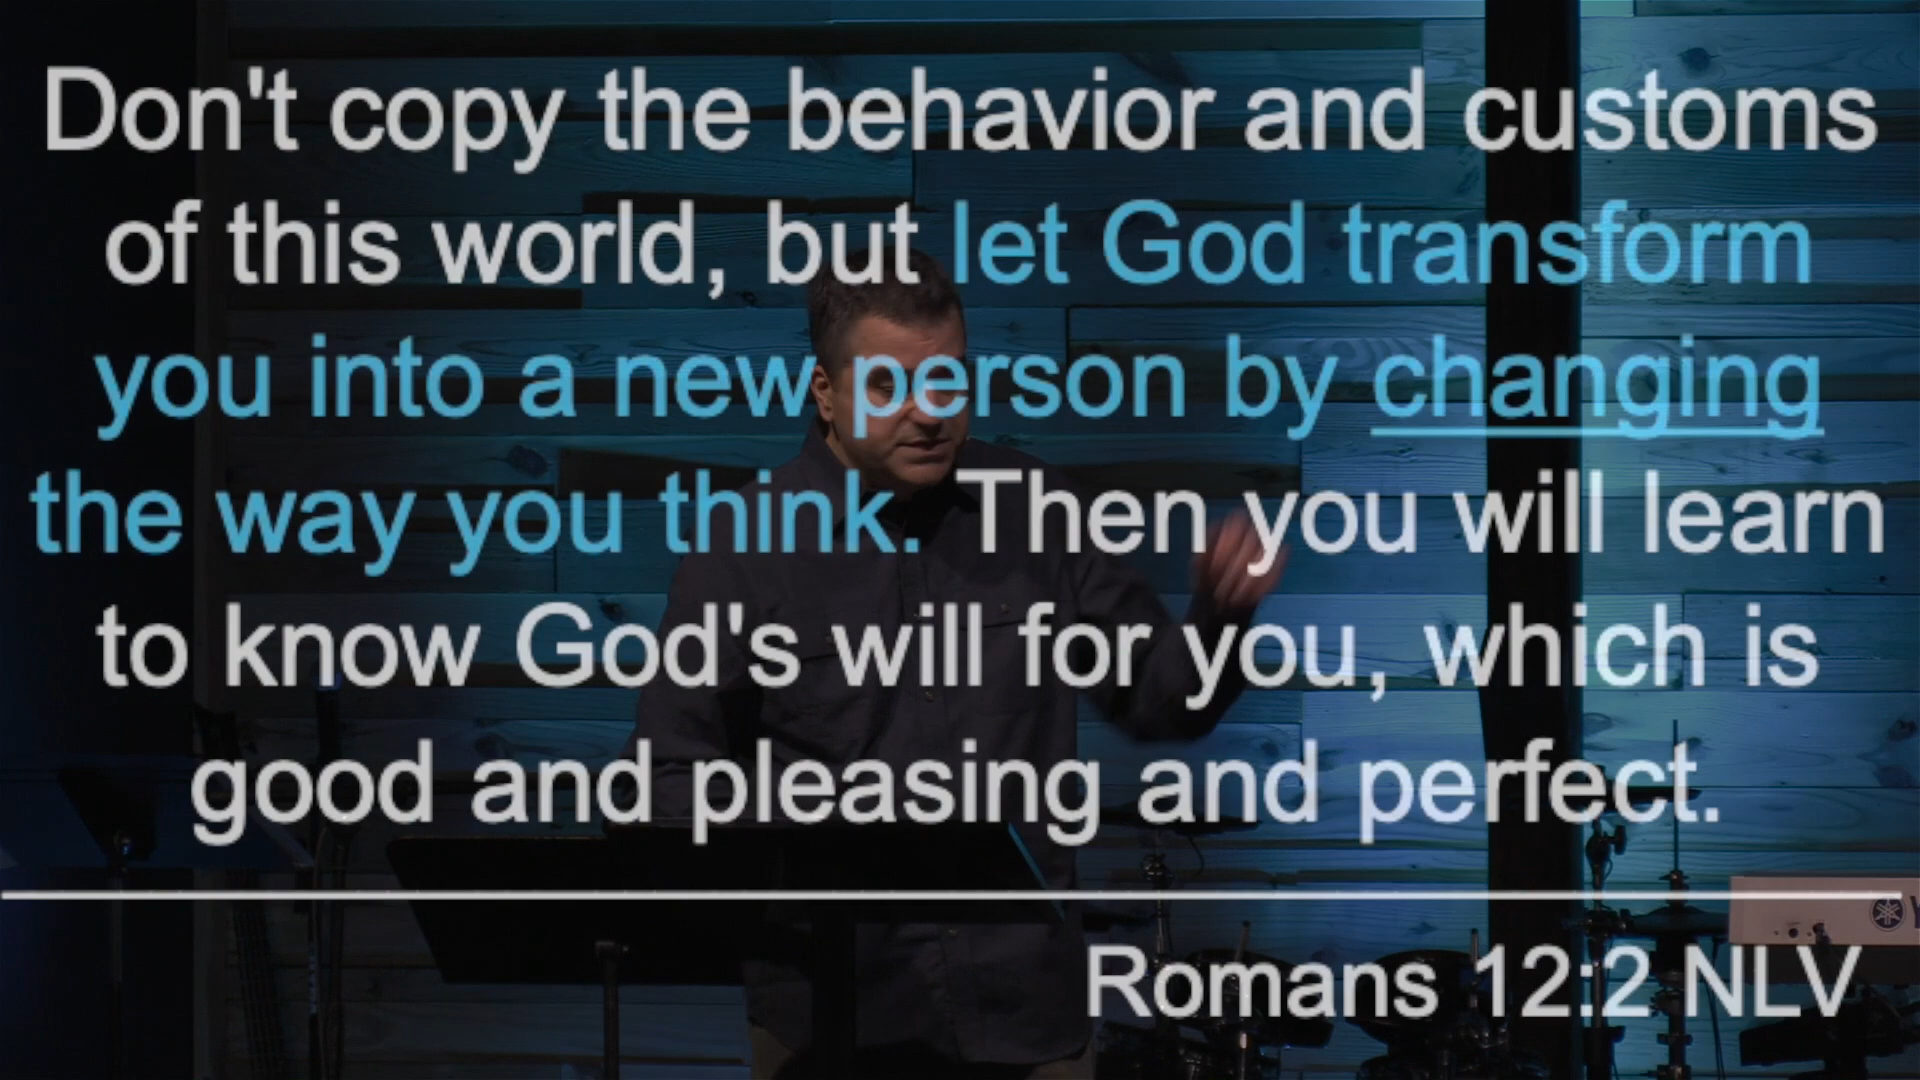 Don't copy the behavior and customs
of this world, but let God transform
you into a new person by changing
the way you think. Then you will learn
to know God's will for you, which is
good and pleasing and perfect.
Romans 12:2 NLV